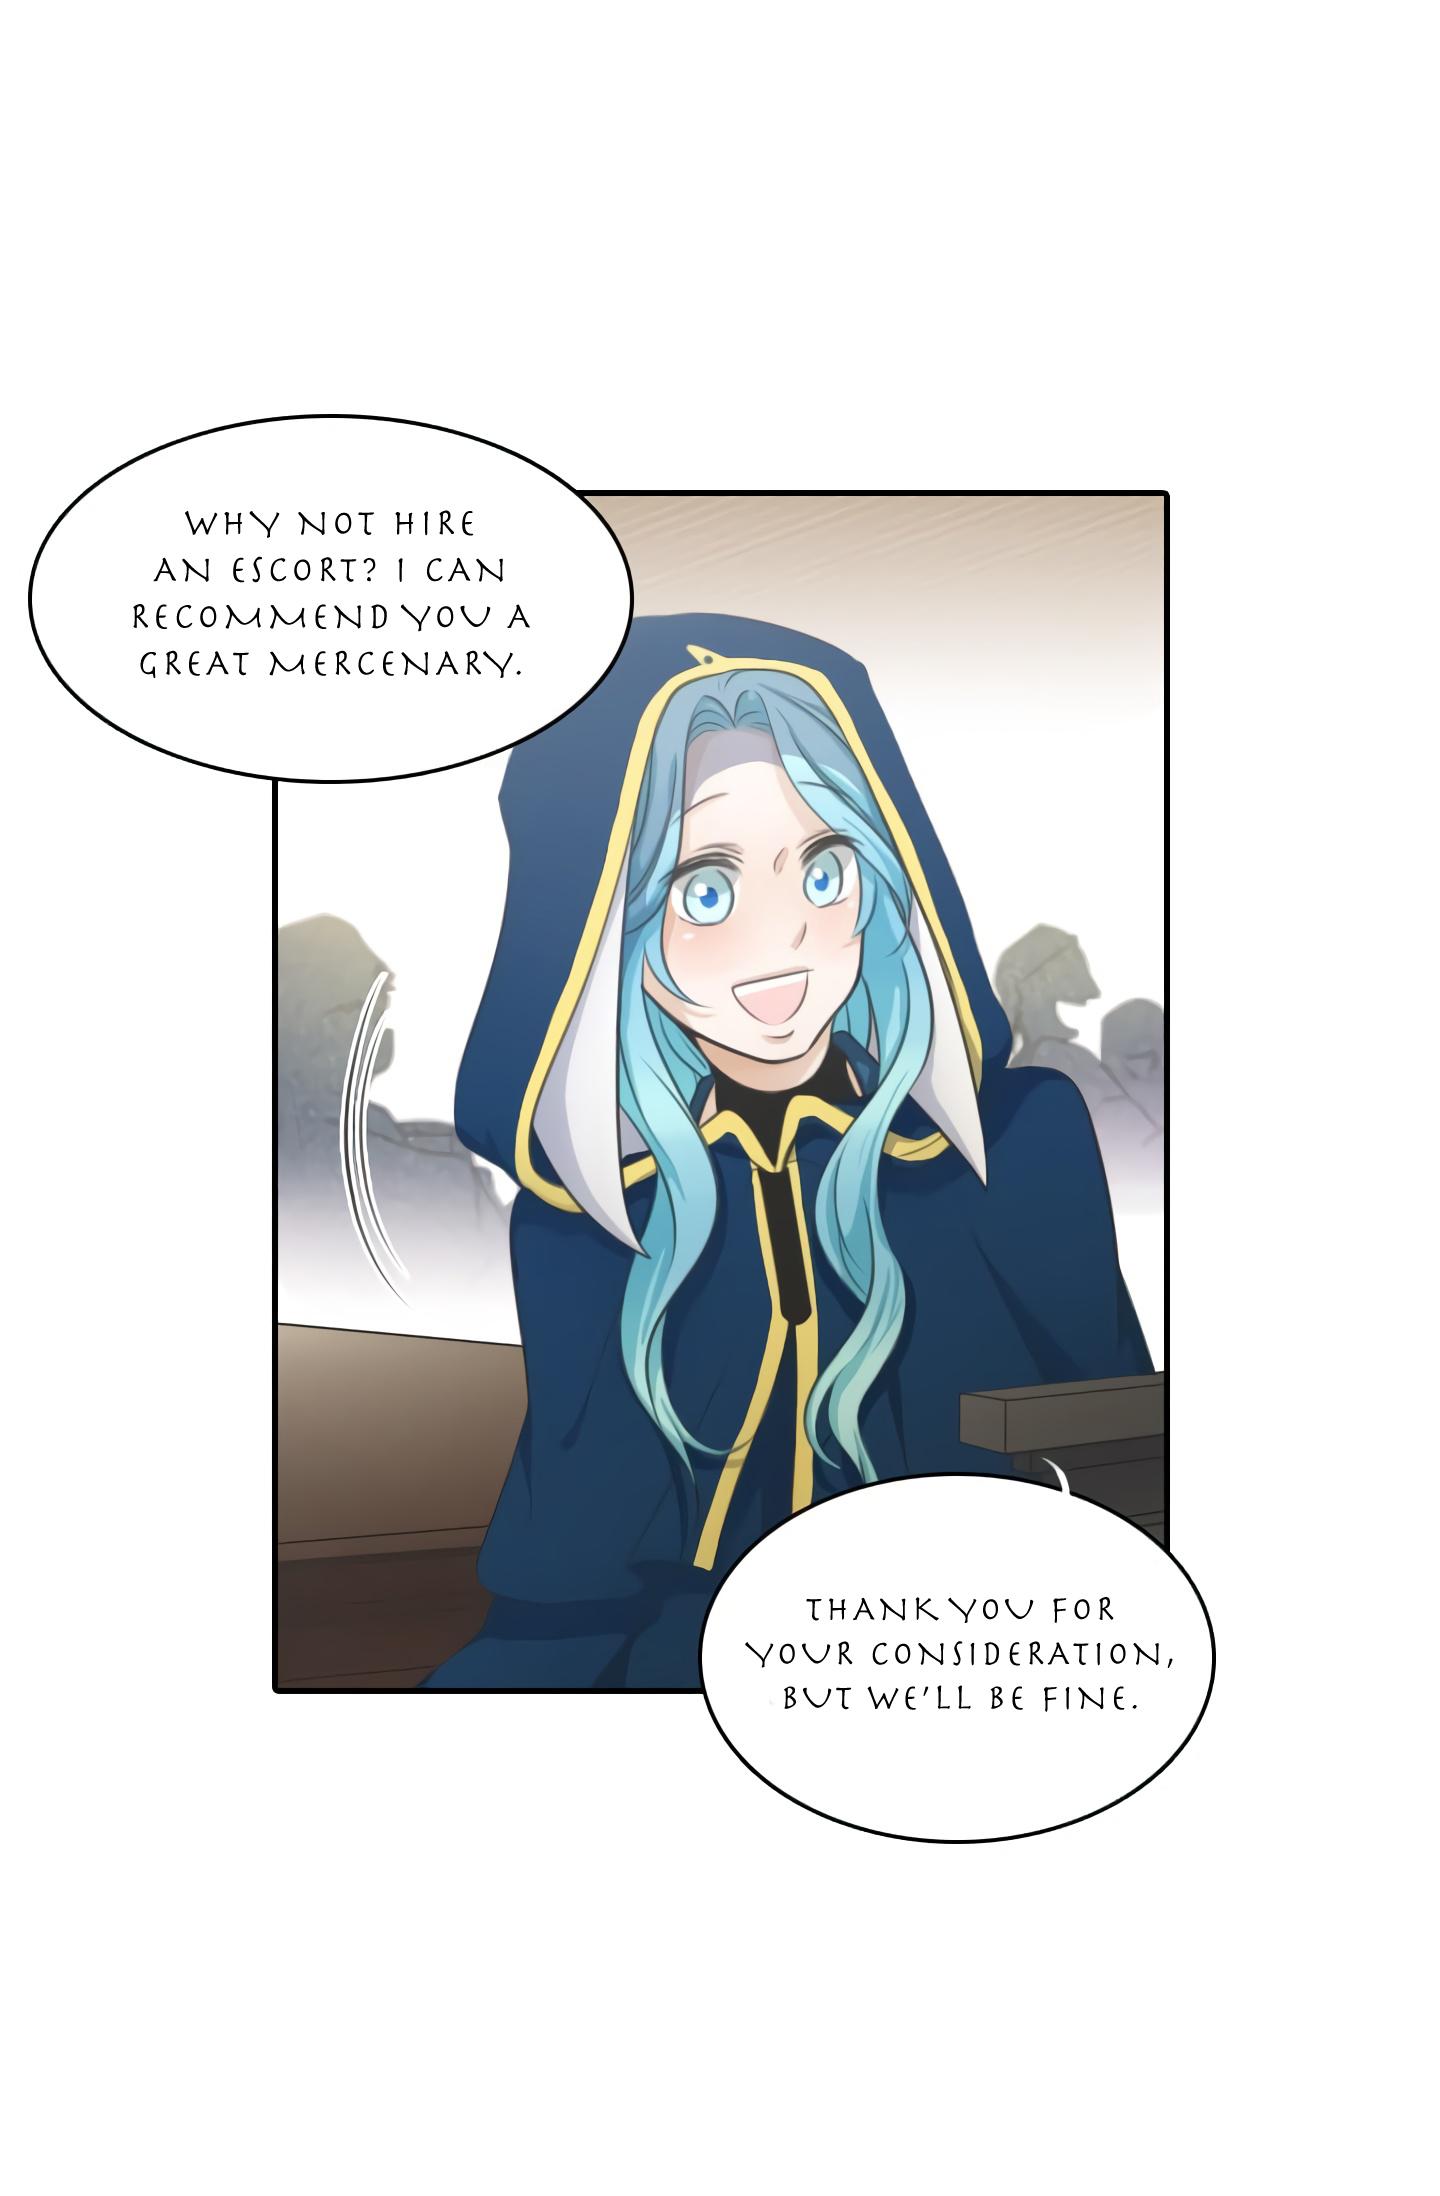 WHY NOT HIRE
AN ESCORT? I CAN
RECOMMEND YOU A
GREAT MERCENARY.
THANK YOU FOR
YOUR CONSIDERATION,
BUT WE'LL BE FINE.